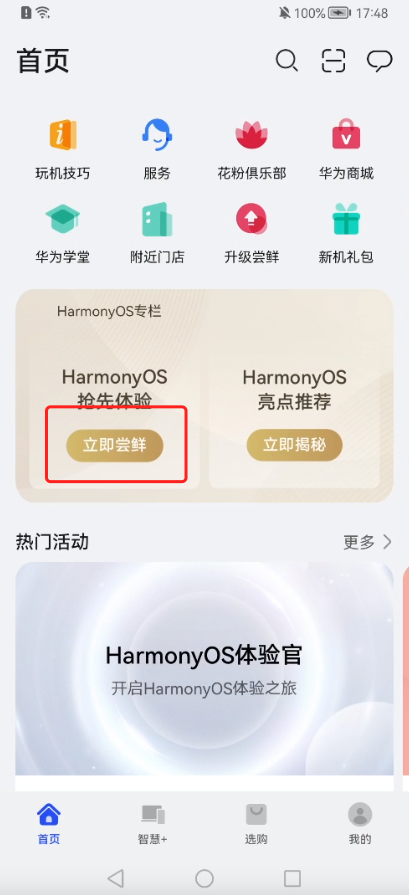 100% 17:48
首页
玩机技巧 服务 花粉俱乐部 华为商城
华为学堂 附近门店 升级尝鲜 新机礼包
HarmonyOS专栏
HarmonyOS
抢先体验
立即尝鲜
HarmonyOS
亮点推荐
立即揭秘
热门活动 更多
HarmonyOS体验官
开启HarmonyOS体验之旅
首页 智慧+ 选购 我的